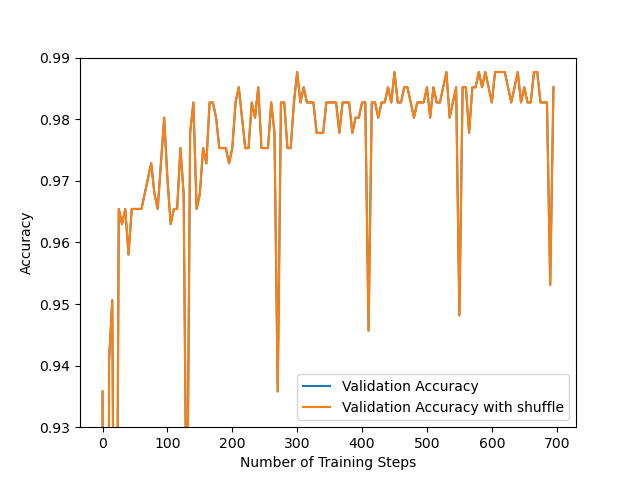 0.99
0.98
0.97
0.96
0.95
0.94
0.93
Accuracy
Validation Accuracy
Validation Accuracy with shuffle
0 100 200 300 400 500 600 700
Number of Training Steps